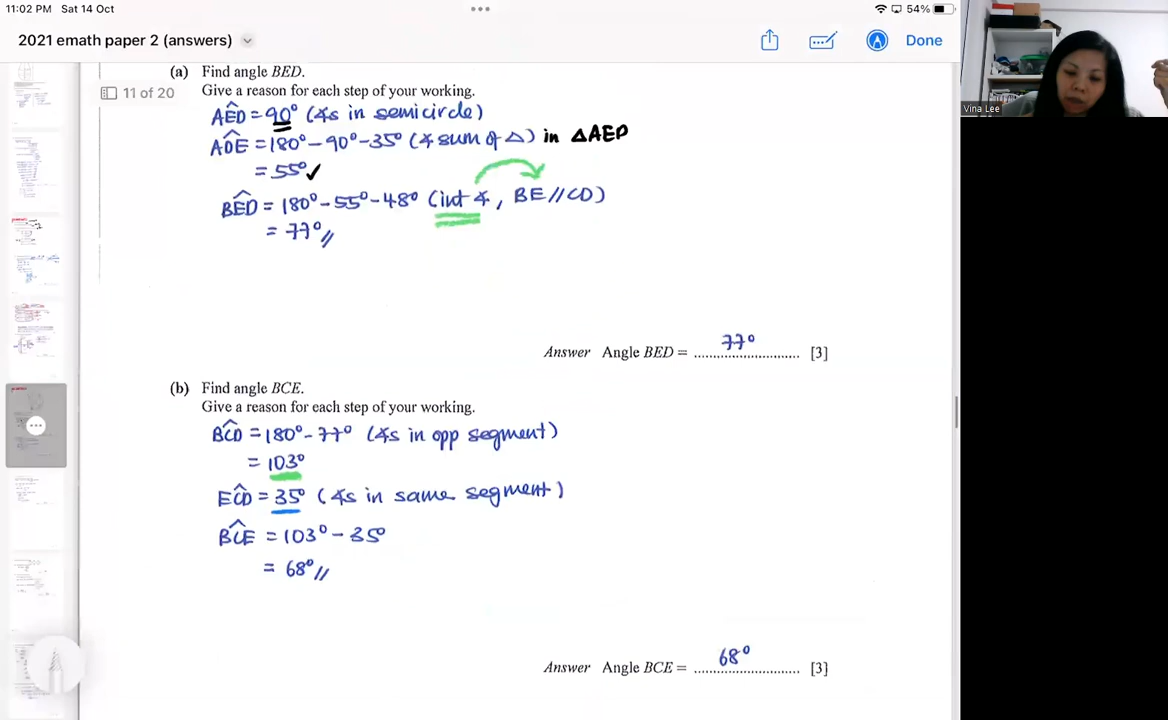 11:02 PM Sat 14 Oct
54%
2021 emath paper 2 (answers)
Done
Vina Lee
11 of 20
(a) Find angle BED.
Give a reason for each step of your working.
AÊD = 90° (∡s in semicircle)
AD̂E = 180° - 90° - 35° (∡ sum of △) in △AED
= 55° ✓
BÊD = 180° - 55° - 48° (int ∡, BE // CD)
= 77° //
77°
Answer Angle BED = .......................... [3]
(b) Find angle BCE.
Give a reason for each step of your working.
BĈD = 180° - 77° (∡s in opp segment)
= 103°
EĈD = 35° (∡s in same segment)
BĈE = 103° - 35°
= 68° //
68°
Answer Angle BCE = .......................... [3]